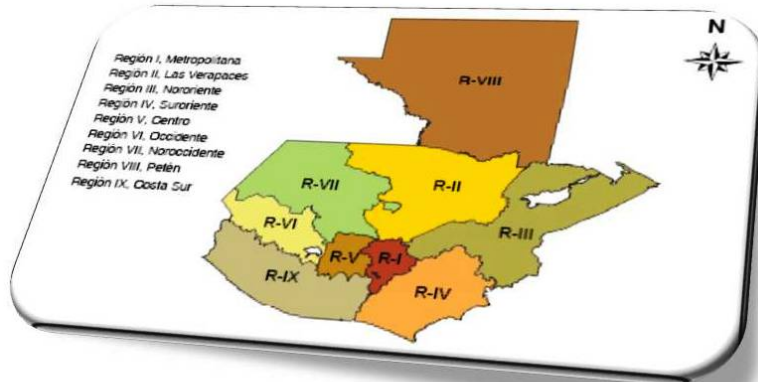 Región I, Metropolitana
Región II, Las Verapaces
Región III, Nororiente
Región IV, Suroriente
Región V, Centro
Región VI, Occidente
Región VII, Noroccidente
Región VIII, Petén
Región IX, Costa Sur
N
R-VIII
R-VII
R-II
R-VI
R-III
R-V
R-I
R-IX
R-IV